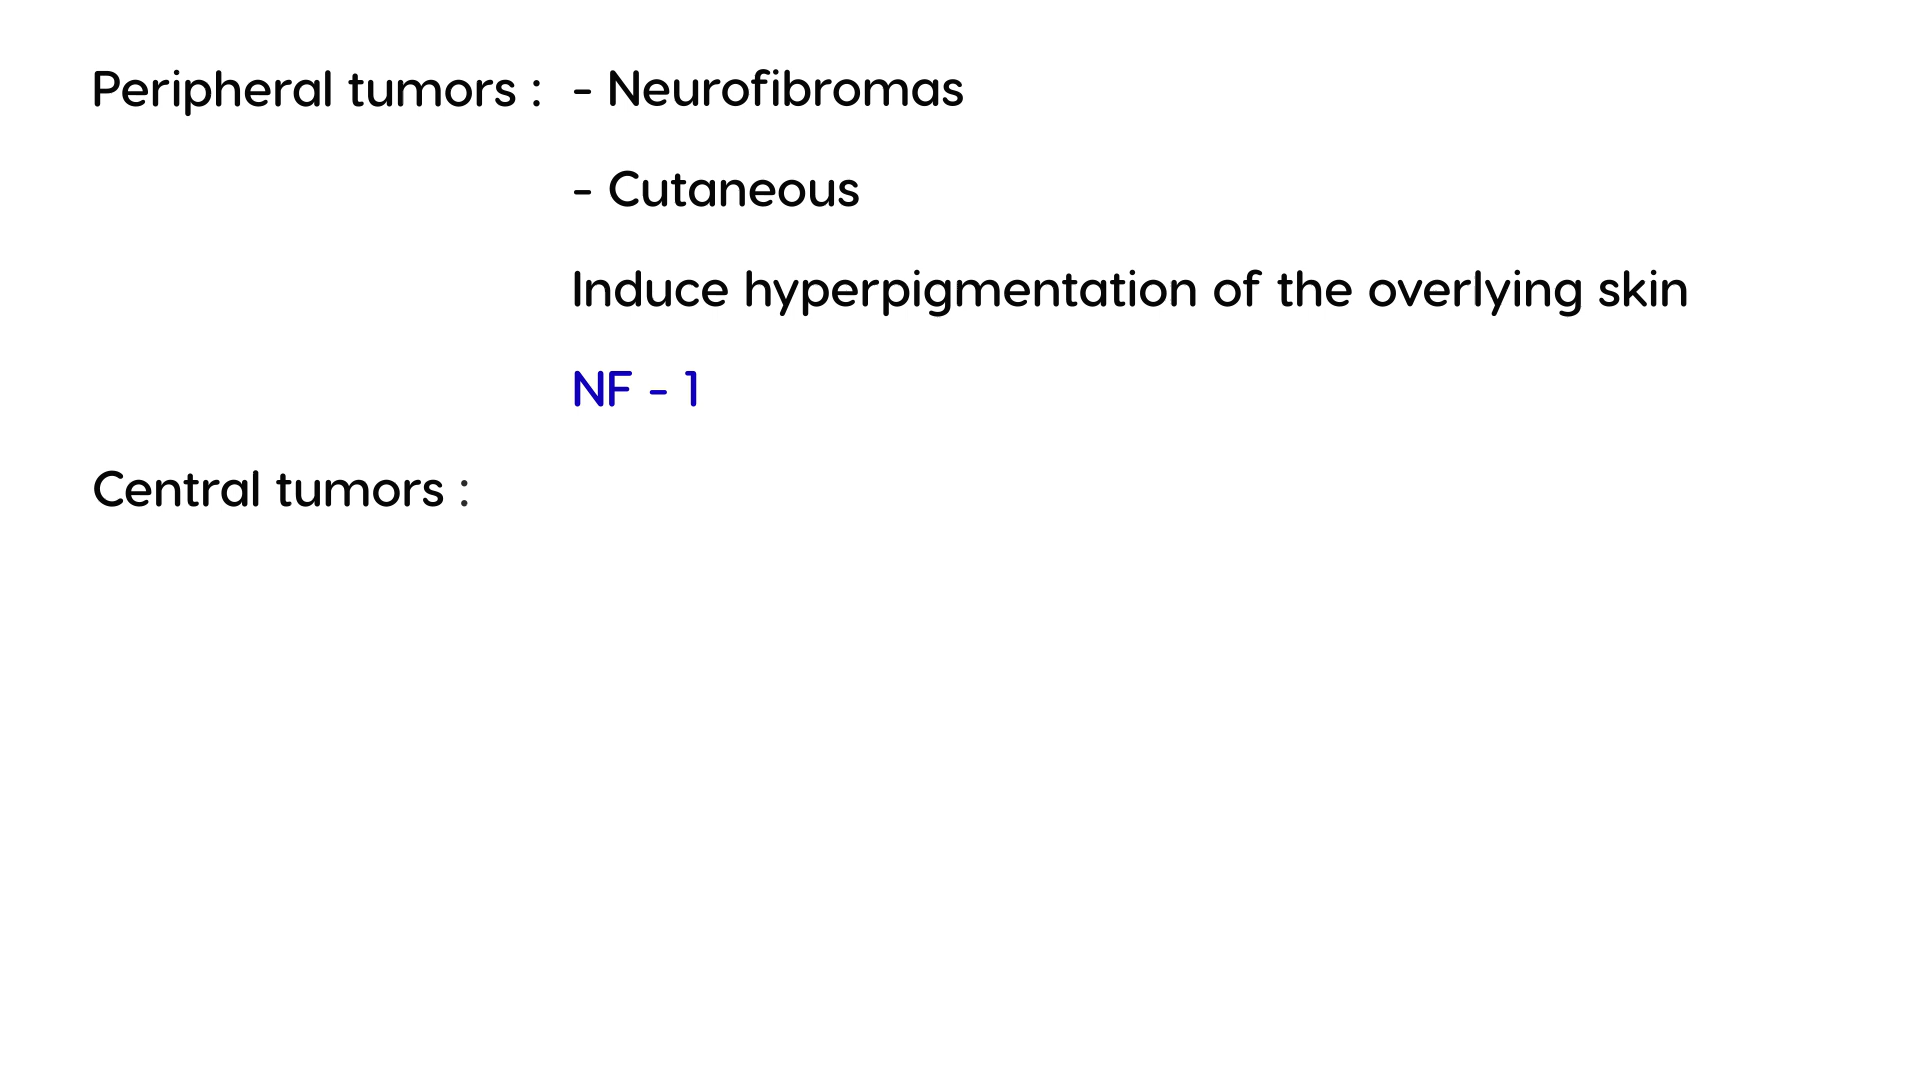 Peripheral tumors : - Neurofibromas
- Cutaneous
Induce hyperpigmentation of the overlying skin
NF - 1
Central tumors :